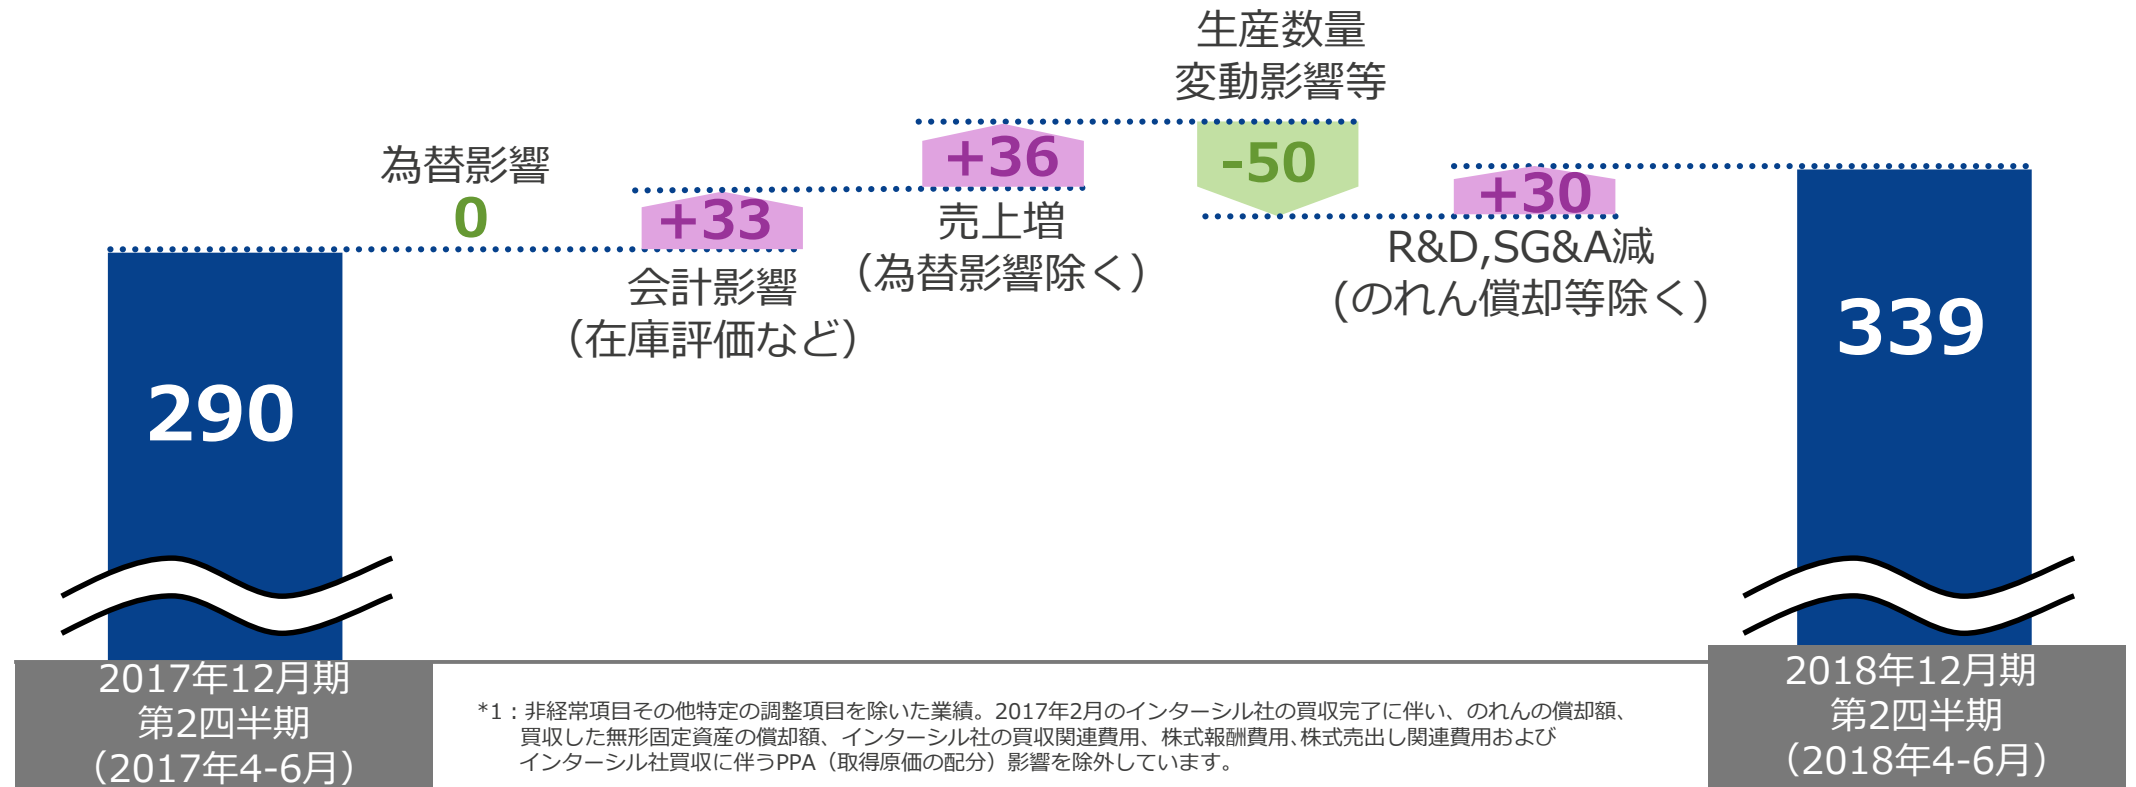 為替影響
0
+33
会計影響
（在庫評価など）
+36
売上増
（為替影響除く）
生産数量
変動影響等
-50
+30
R&D,SG&A減
(のれん償却等除く)
290
339
2017年12月期
第2四半期
（2017年4-6月）
*1：非経常項目その他特定の調整項目を除いた業績。2017年2月のインターシル社の買収完了に伴い、のれんの償却額、
買収した無形固定資産の償却額、インターシル社の買収関連費用、株式報酬費用、株式売出し関連費用および
インターシル社買収に伴うPPA（取得原価の配分）影響を除外しています。
2018年12月期
第2四半期
（2018年4-6月）